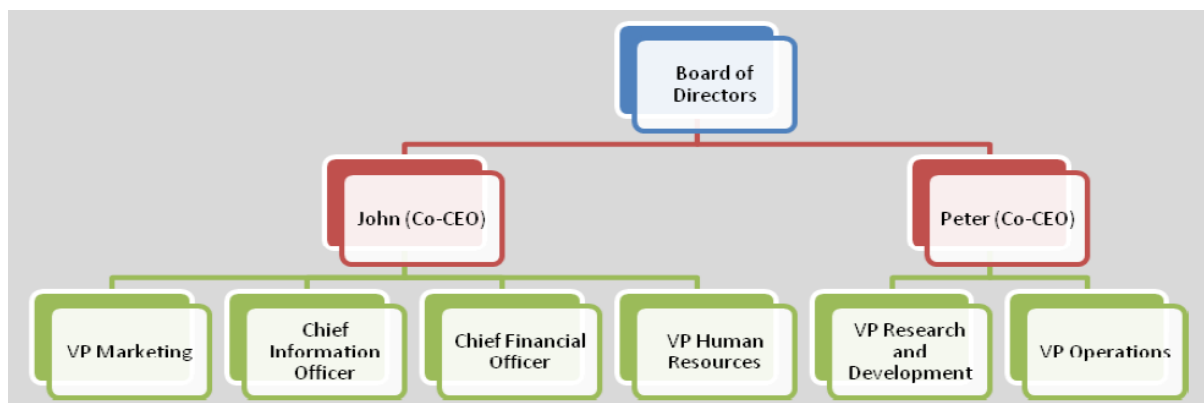 Board of
Directors
John (Co-CEO)
Peter (Co-CEO)
VP Marketing
Chief
Information
Officer
Chief Financial
Officer
VP Human
Resources
VP Research
and
Development
VP Operations